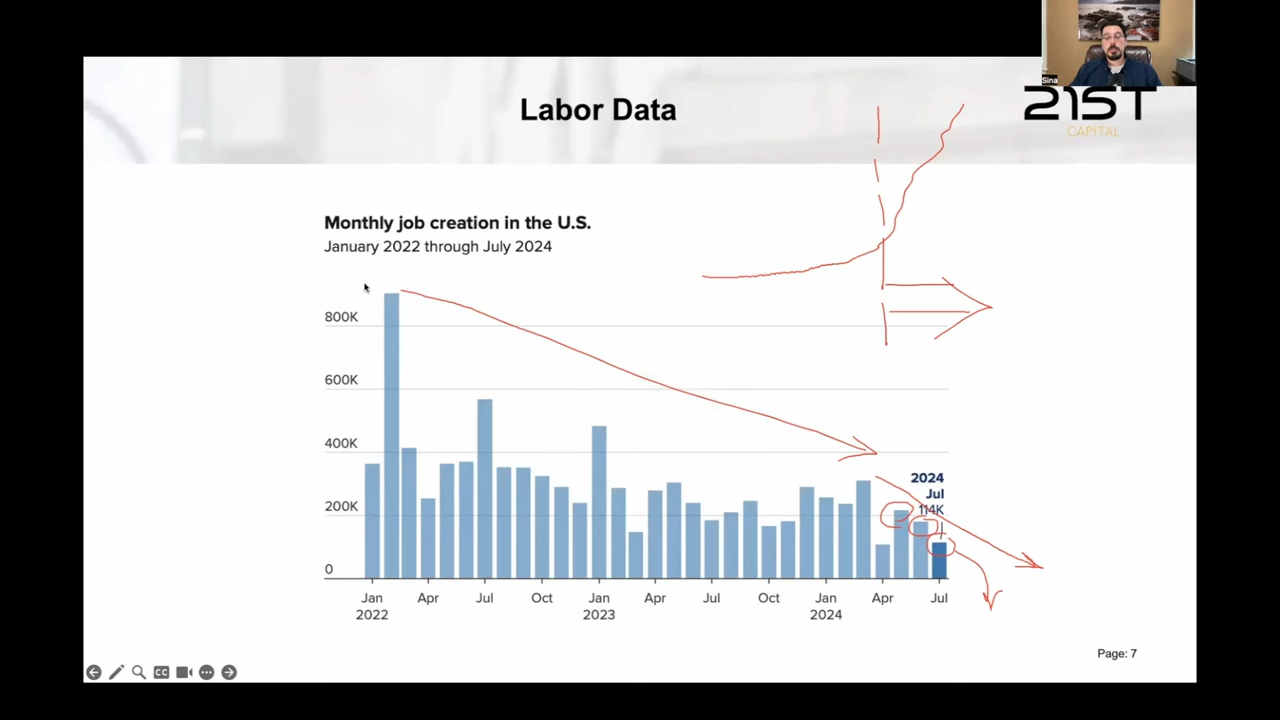 Sina
21ST
CAPITAL
Labor Data
Monthly job creation in the U.S.
January 2022 through July 2024
800K
600K
400K
200K
0
2024
Jul
114K
Jan Apr Jul Oct Jan Apr Jul Oct Jan Apr Jul
2022 2023 2024
Page: 7
CC